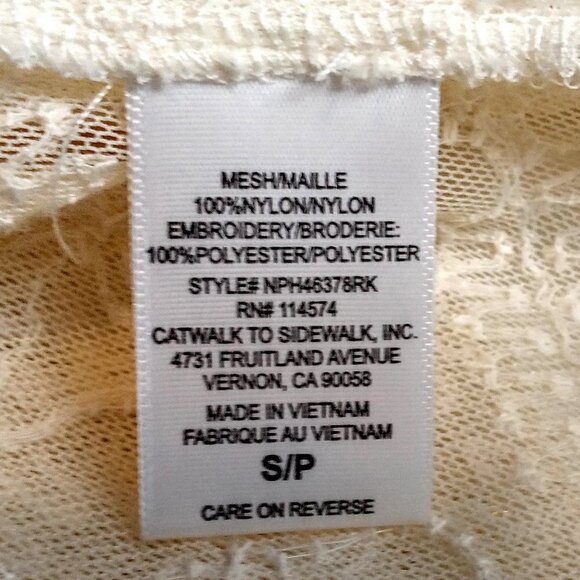 MESH/MAILLE
100%NYLON/NYLON
EMBROIDERY/BRODERIE:
100%POLYESTER/POLYESTER
STYLE# NPH46378RK
RN# 114574
CATWALK TO SIDEWALK, INC.
4731 FRUITLAND AVENUE
VERNON, CA 90058
MADE IN VIETNAM
FABRIQUE AU VIETNAM
S/P
CARE ON REVERSE